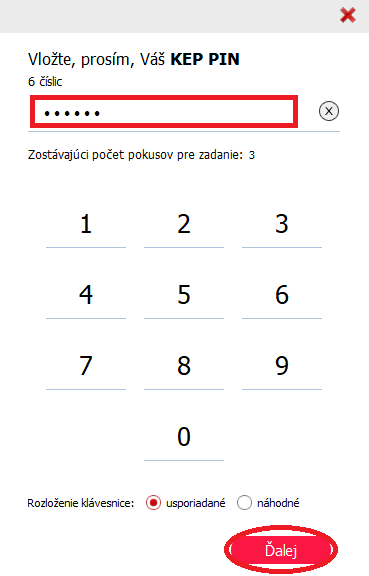 Vložte, prosím, Váš KEP PIN
6 číslic
••••••
X
Zostávajúci počet pokusov pre zadanie: 3
1 2 3
4 5 6
7 8 9
0
Rozloženie klávesnice: usporiadané náhodné
Ďalej